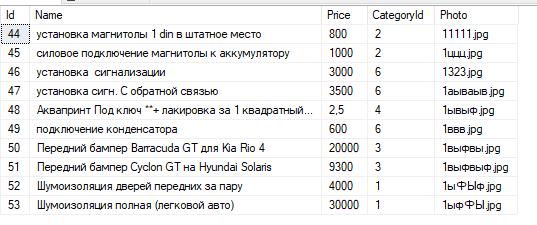 Id Name Price CategoryId Photo
44 установка магнитолы 1 din в штатное место 800 2 11111.jpg
45 силовое подключение магнитолы к аккумулятору 1000 2 1ццц.jpg
46 установка  сигнализации 3000 6 1323.jpg
47 установка сигн. С обратной связью 3500 6 1аываыв.jpg
48 Аквапринт Под ключ **+ лакировка за 1 квадратный... 2,5 4 1ывыф.jpg
49 подключение конденсатора 600 6 1ввв.jpg
50 Передний бампер Barracuda GT для Kia Rio 4 20000 3 1выфвы.jpg
51 Передний бампер Cyclon GT на Hyundai Solaris 9300 3 1выфвыф.jpg
52 Шумоизоляция дверей передних за пару 4000 1 1ыФЫф.jpg
53 Шумоизоляция полная (легковой авто) 30000 1 1ыфФЫ.jpg